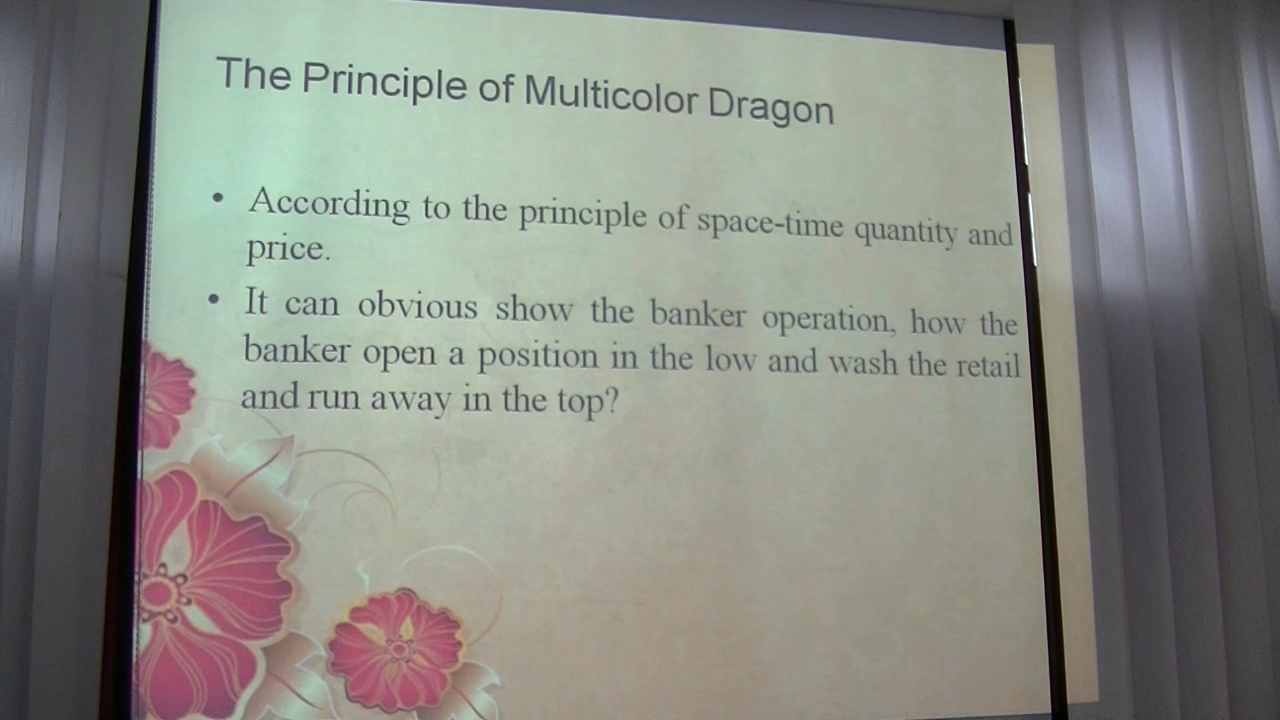 The Principle of Multicolor Dragon
• According to the principle of space-time quantity and
price.
• It can obvious show the banker operation, how the
banker open a position in the low and wash the retail
and run away in the top?